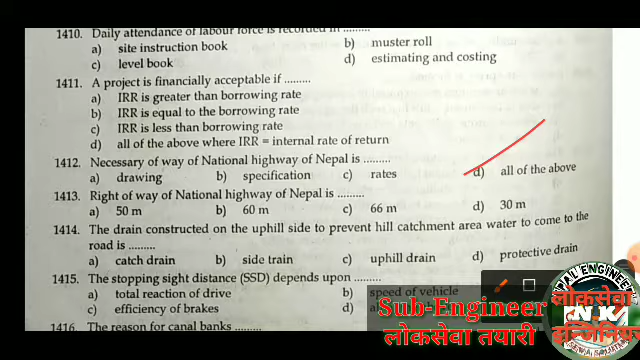 1410. Daily attendance of labour force is recorded in ..........
a) site instruction book b) muster roll
c) level book d) estimating and costing
1411. A project is financially acceptable if .........
a) IRR is greater than borrowing rate
b) IRR is equal to the borrowing rate
c) IRR is less than borrowing rate
d) all of the above where IRR = internal rate of return
1412. Necessary of way of National highway of Nepal is .........
a) drawing b) specification c) rates d) all of the above
1413. Right of way of National highway of Nepal is .........
a) 50 m b) 60 m c) 66 m d) 30 m
1414. The drain constructed on the uphill side to prevent hill catchment area water to come to the
road is .........
a) catch drain b) side train c) uphill drain d) protective drain
1415. The stopping sight distance (SSD) depends upon .........
a) total reaction of drive b) speed of vehicle
c) efficiency of brakes d)
1416. The reason for canal banks .........
Sub-Engineer
लोकसेवा तयारी
लोकसेवा